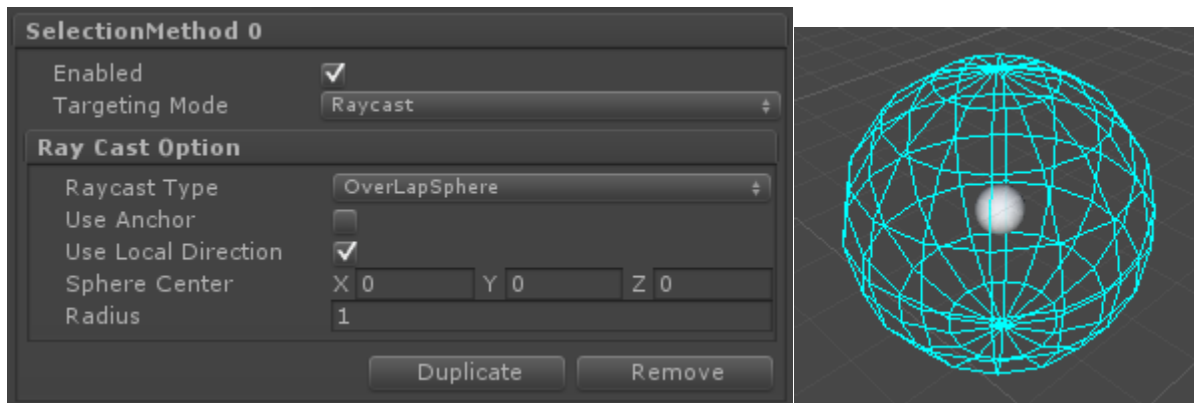 SelectionMethod 0
Enabled
Targeting Mode Raycast
Ray Cast Option
Raycast Type OverLapSphere
Use Anchor
Use Local Direction
Sphere Center X 0 Y 0 Z 0
Radius 1
Duplicate Remove